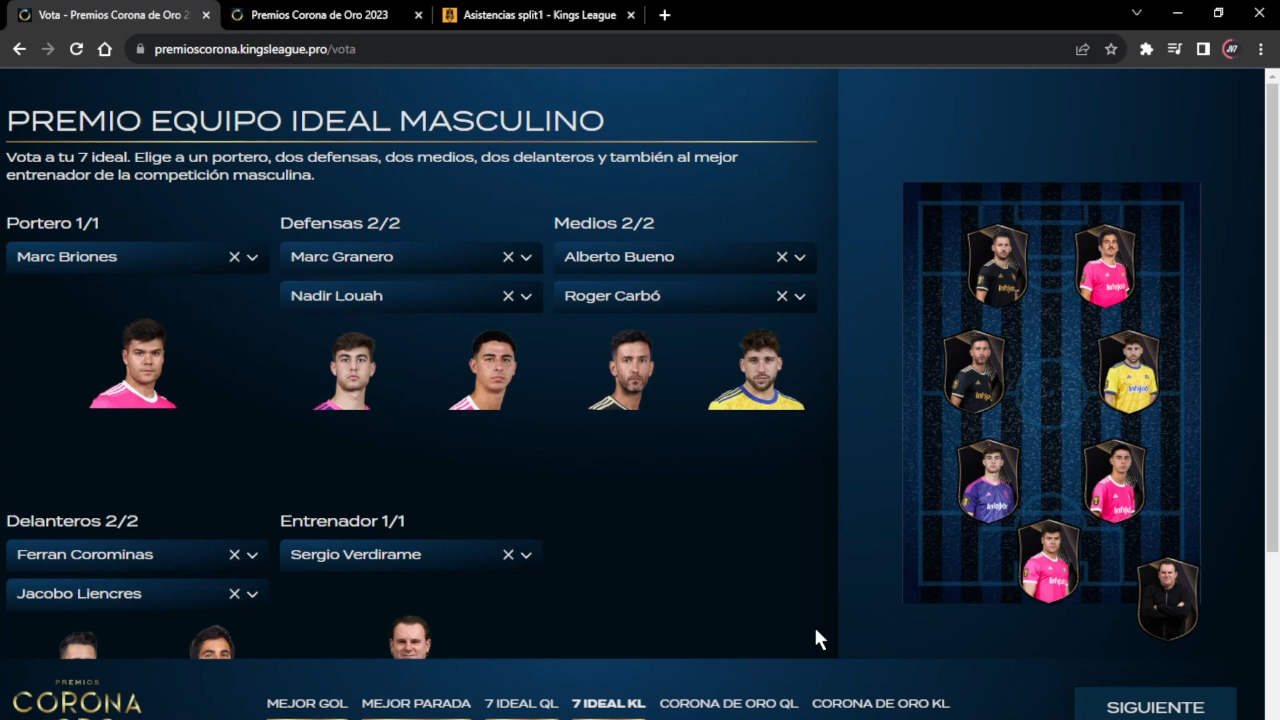 Vota - Premios Corona de Oro 2
Premios Corona de Oro 2023
Asistencias split1 - Kings League
premioscorona.kingsleague.pro/vota
PREMIO EQUIPO IDEAL MASCULINO
Vota a tu 7 ideal. Elige a un portero, dos defensas, dos medios, dos delanteros y también al mejor
entrenador de la competición masculina.
Portero 1/1
Defensas 2/2
Medios 2/2
Marc Briones
Marc Granero
Alberto Bueno
Nadir Louah
Roger Carbó
Delanteros 2/2
Entrenador 1/1
Ferran Corominas
Sergio Verdirame
Jacobo Liencres
PREMIOS
CORONA
MEJOR GOL
MEJOR PARADA
7 IDEAL QL
7 IDEAL KL
CORONA DE ORO QL
CORONA DE ORO KL
SIGUIENTE